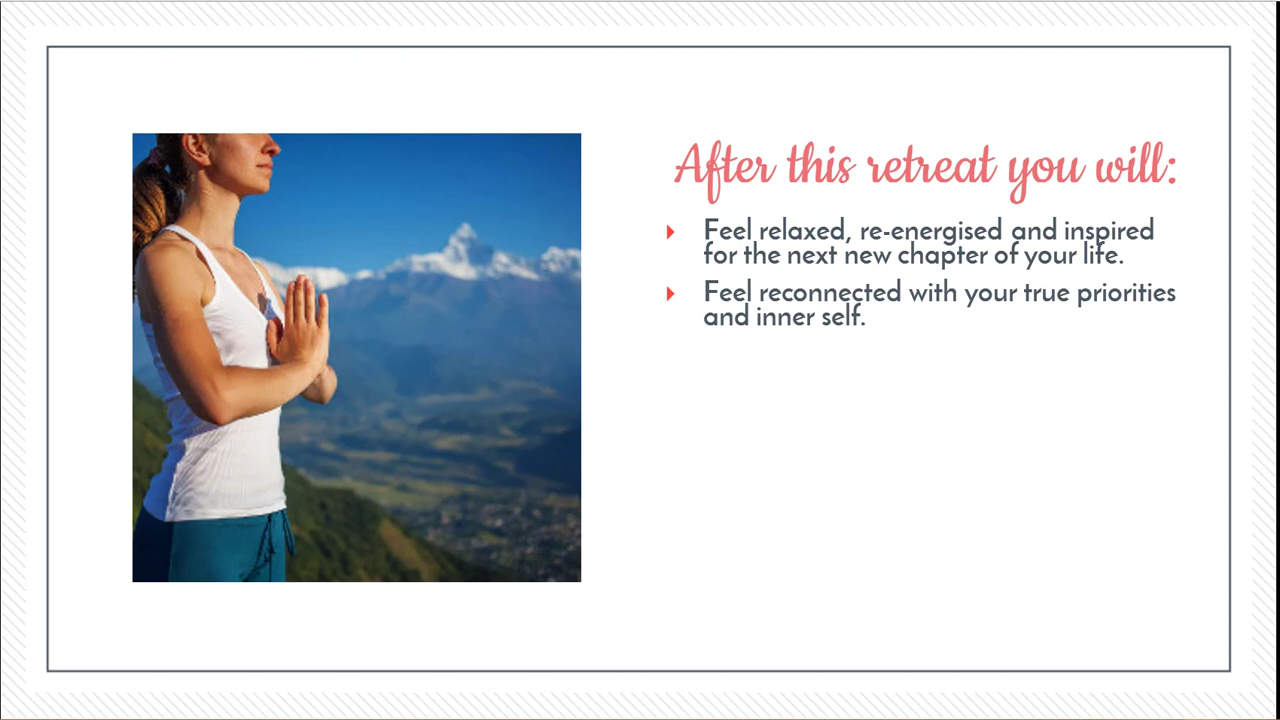 After this retreat you will:
Feel relaxed, re-energised and inspired
for the next new chapter of your life.
Feel reconnected with your true priorities
and inner self.